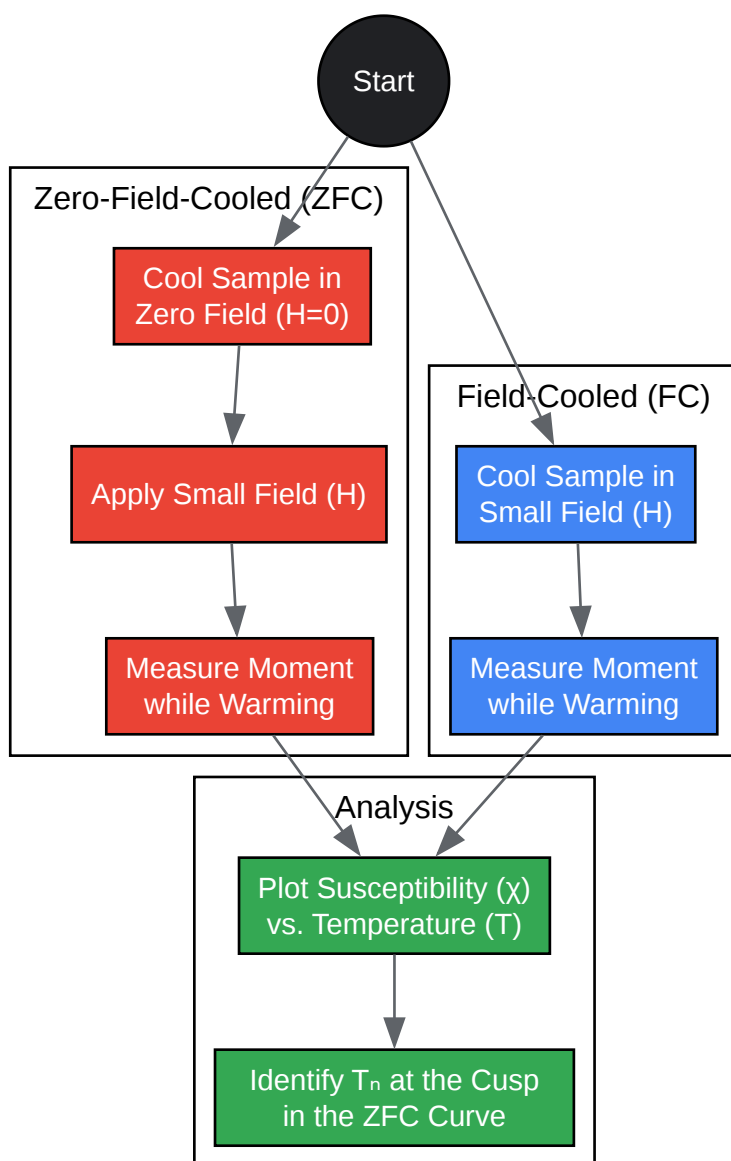 Start
Zero-Field-Cooled (ZFC)
Cool Sample in
Zero Field (H=0)
Apply Small Field (H)
Measure Moment
while Warming
Field-Cooled (FC)
Cool Sample in
Small Field (H)
Measure Moment
while Warming
Analysis
Plot Susceptibility (χ)
vs. Temperature (T)
Identify Tₙ at the Cusp
in the ZFC Curve